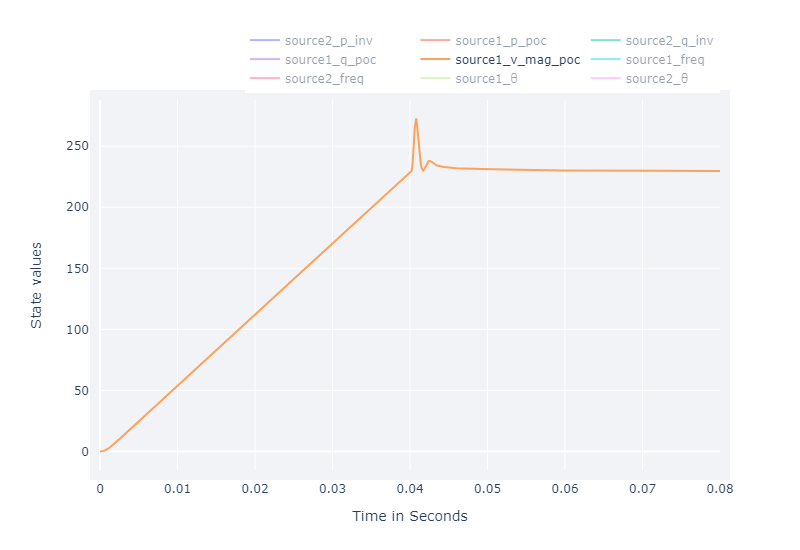 source2_p_inv source1_p_poc source2_q_inv
source1_q_poc source1_v_mag_poc source1_freq
source2_freq source1_θ source2_θ
250
200
150
100
50
0
State values
0 0.01 0.02 0.03 0.04 0.05 0.06 0.07 0.08
Time in Seconds